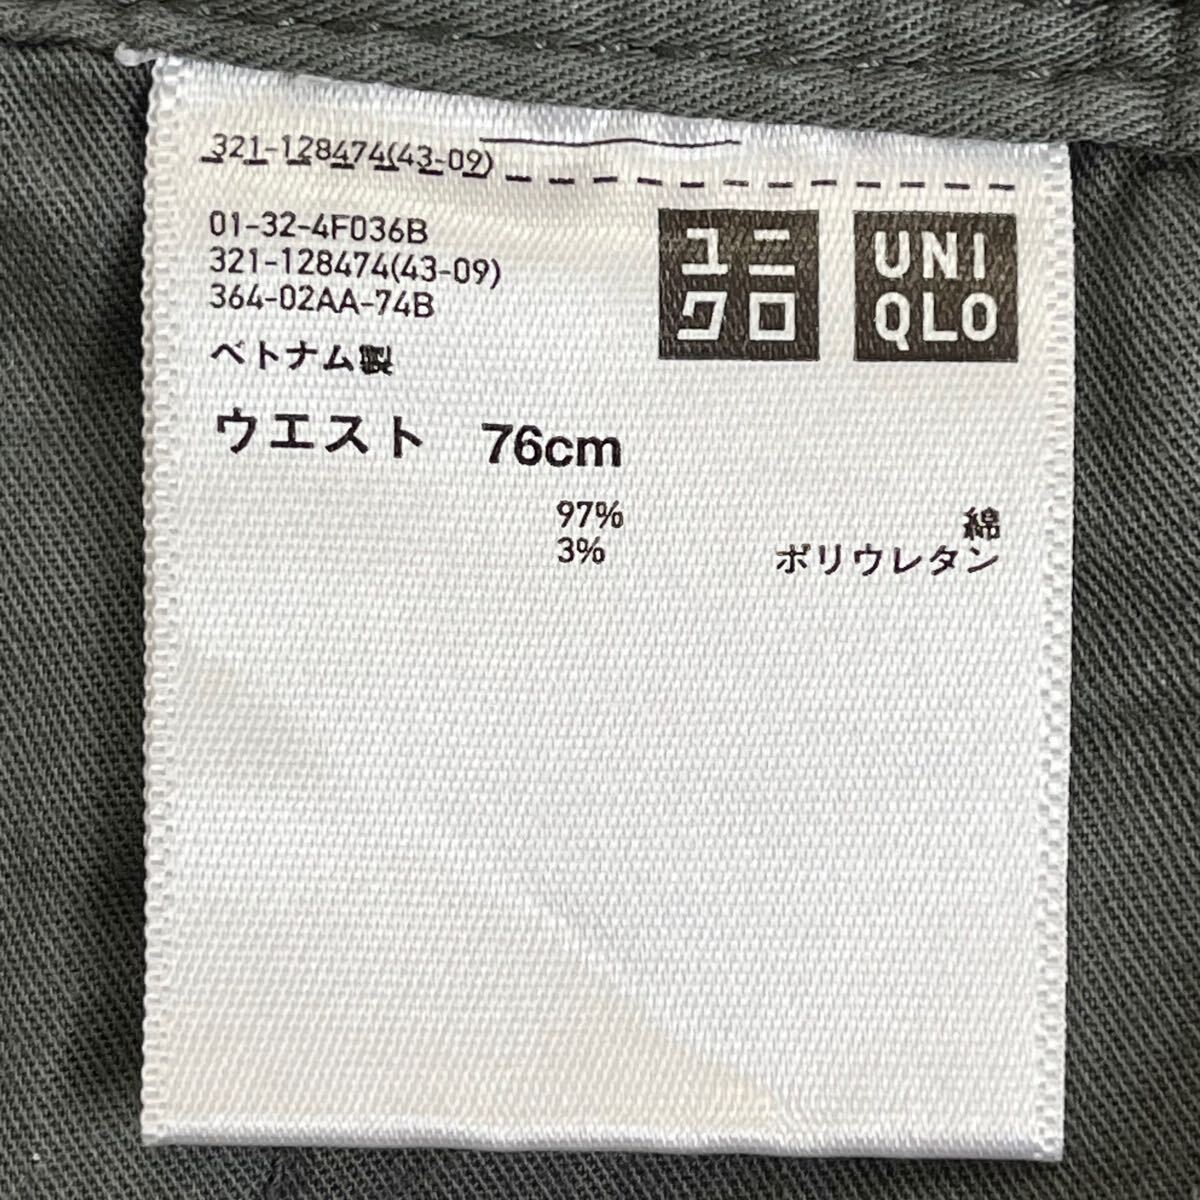 321-128474(43-09)
01-32-4F036B
321-128474(43-09)
364-02AA-74B
ベトナム製
ユニ
クロ
UNI
QLO
ウエスト 76cm
97% 綿
3% ポリウレタン